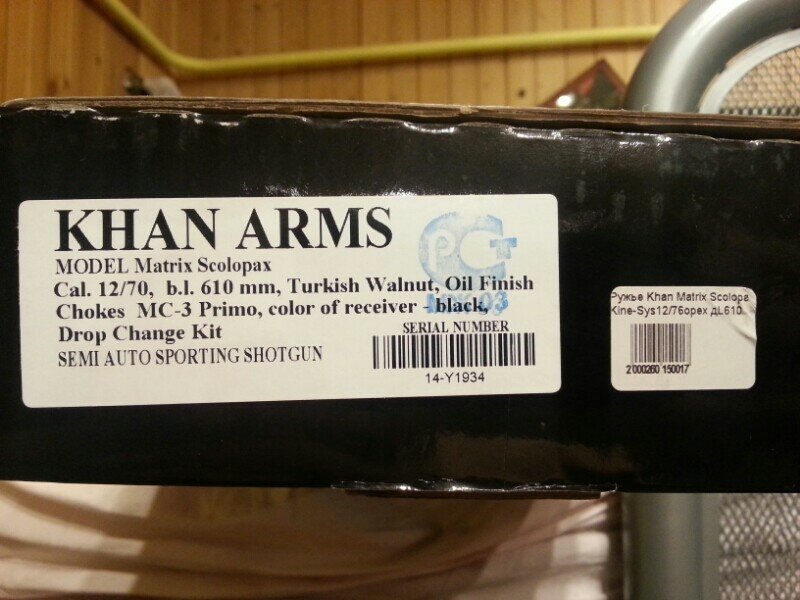 KHAN ARMS
MODEL Matrix Scolopax
Cal. 12/70, b.l. 610 mm, Turkish Walnut, Oil Finish
Chokes MC-3 Primo, color of receiver - black,
Drop Change Kit
SEMI AUTO SPORTING SHOTGUN
SERIAL NUMBER
14-Y1934
РСТ
Ружье Khan Matrix Scolopa
Kine-Sys12/76орех дL610
2000260 150017